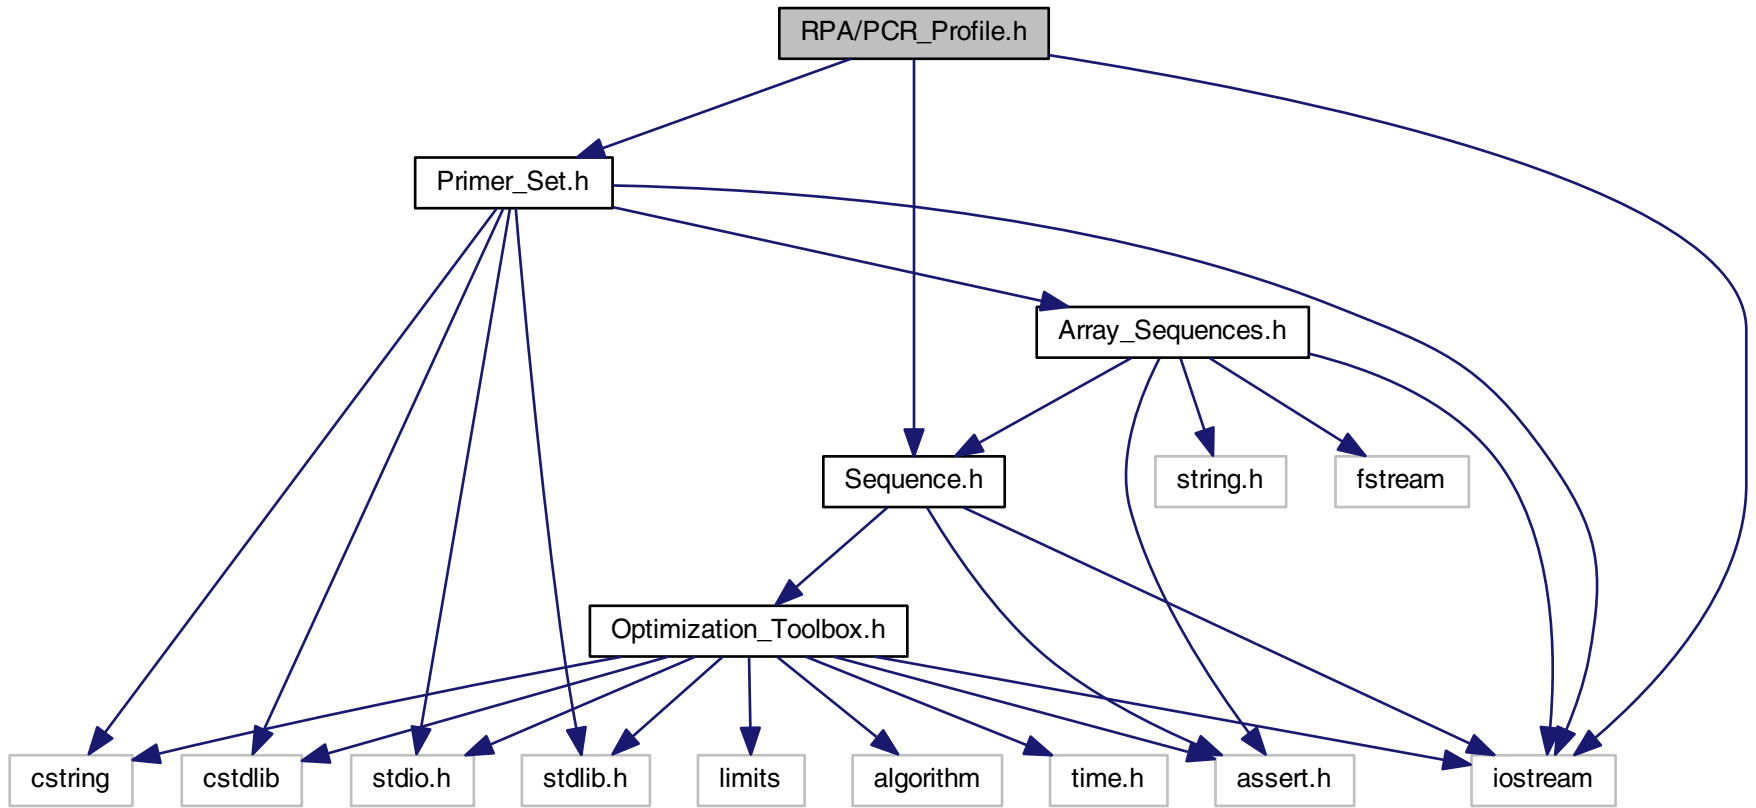 RPA/PCR_Profile.h
Primer_Set.h
Array_Sequences.h
Sequence.h
string.h
fstream
Optimization_Toolbox.h
cstring
cstdlib
stdio.h
stdlib.h
limits
algorithm
time.h
assert.h
iostream